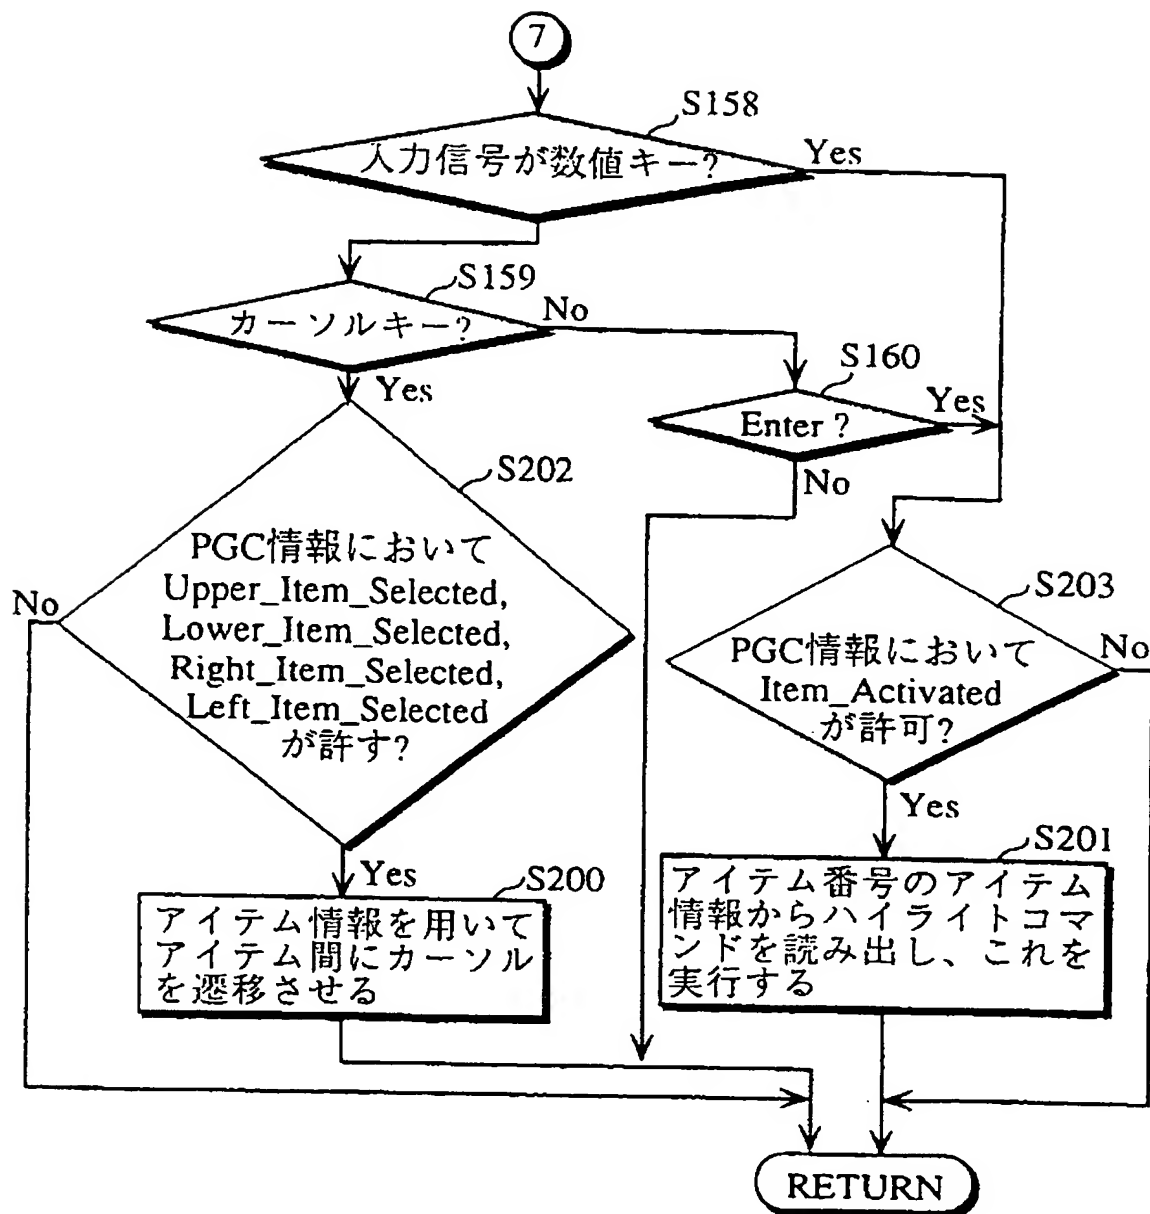 7
S158
入力信号が数値キー?
Yes
S159
カーソルキー?
No
S160
Yes
Enter ?
Yes
No
S202
PGC情報において
Upper_Item_Selected,
Lower_Item_Selected,
Right_Item_Selected,
Left_Item_Selected
が許す?
No
S203
PGC情報において
Item_Activated
が許可?
No
Yes
Yes
S200
アイテム情報を用いて
アイテム間にカーソル
を遷移させる
S201
アイテム番号のアイテム
情報からハイライトコマ
ンドを読み出し、これを
実行する
RETURN